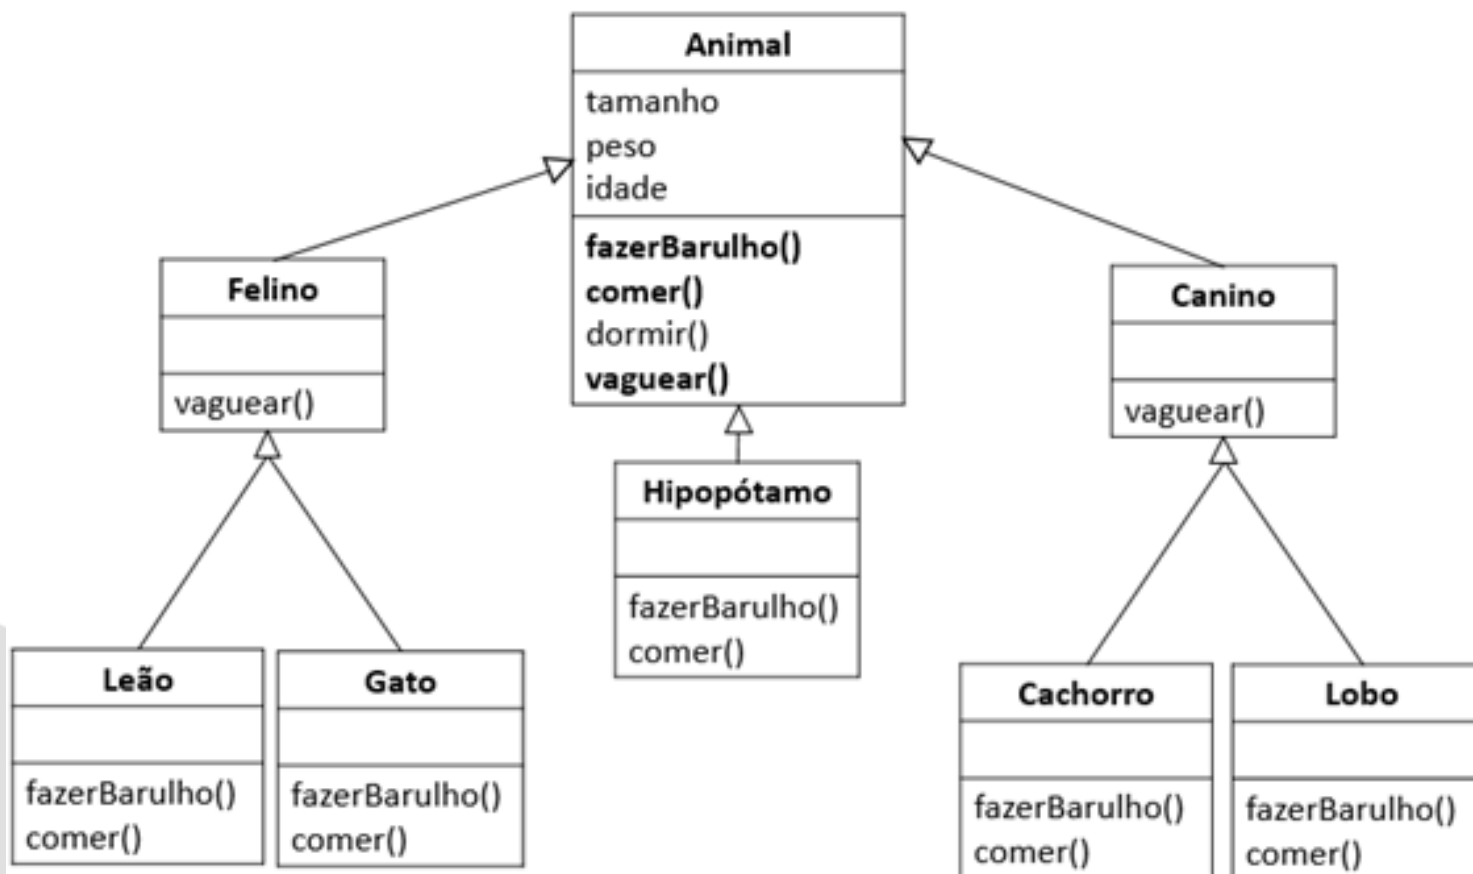 Animal
tamanho
peso
idade
fazerBarulho()
comer()
dormir()
vaguear()
Felino
vaguear()
Canino
vaguear()
Hipopótamo
fazerBarulho()
comer()
Leão
fazerBarulho()
comer()
Gato
fazerBarulho()
comer()
Cachorro
fazerBarulho()
comer()
Lobo
fazerBarulho()
comer()